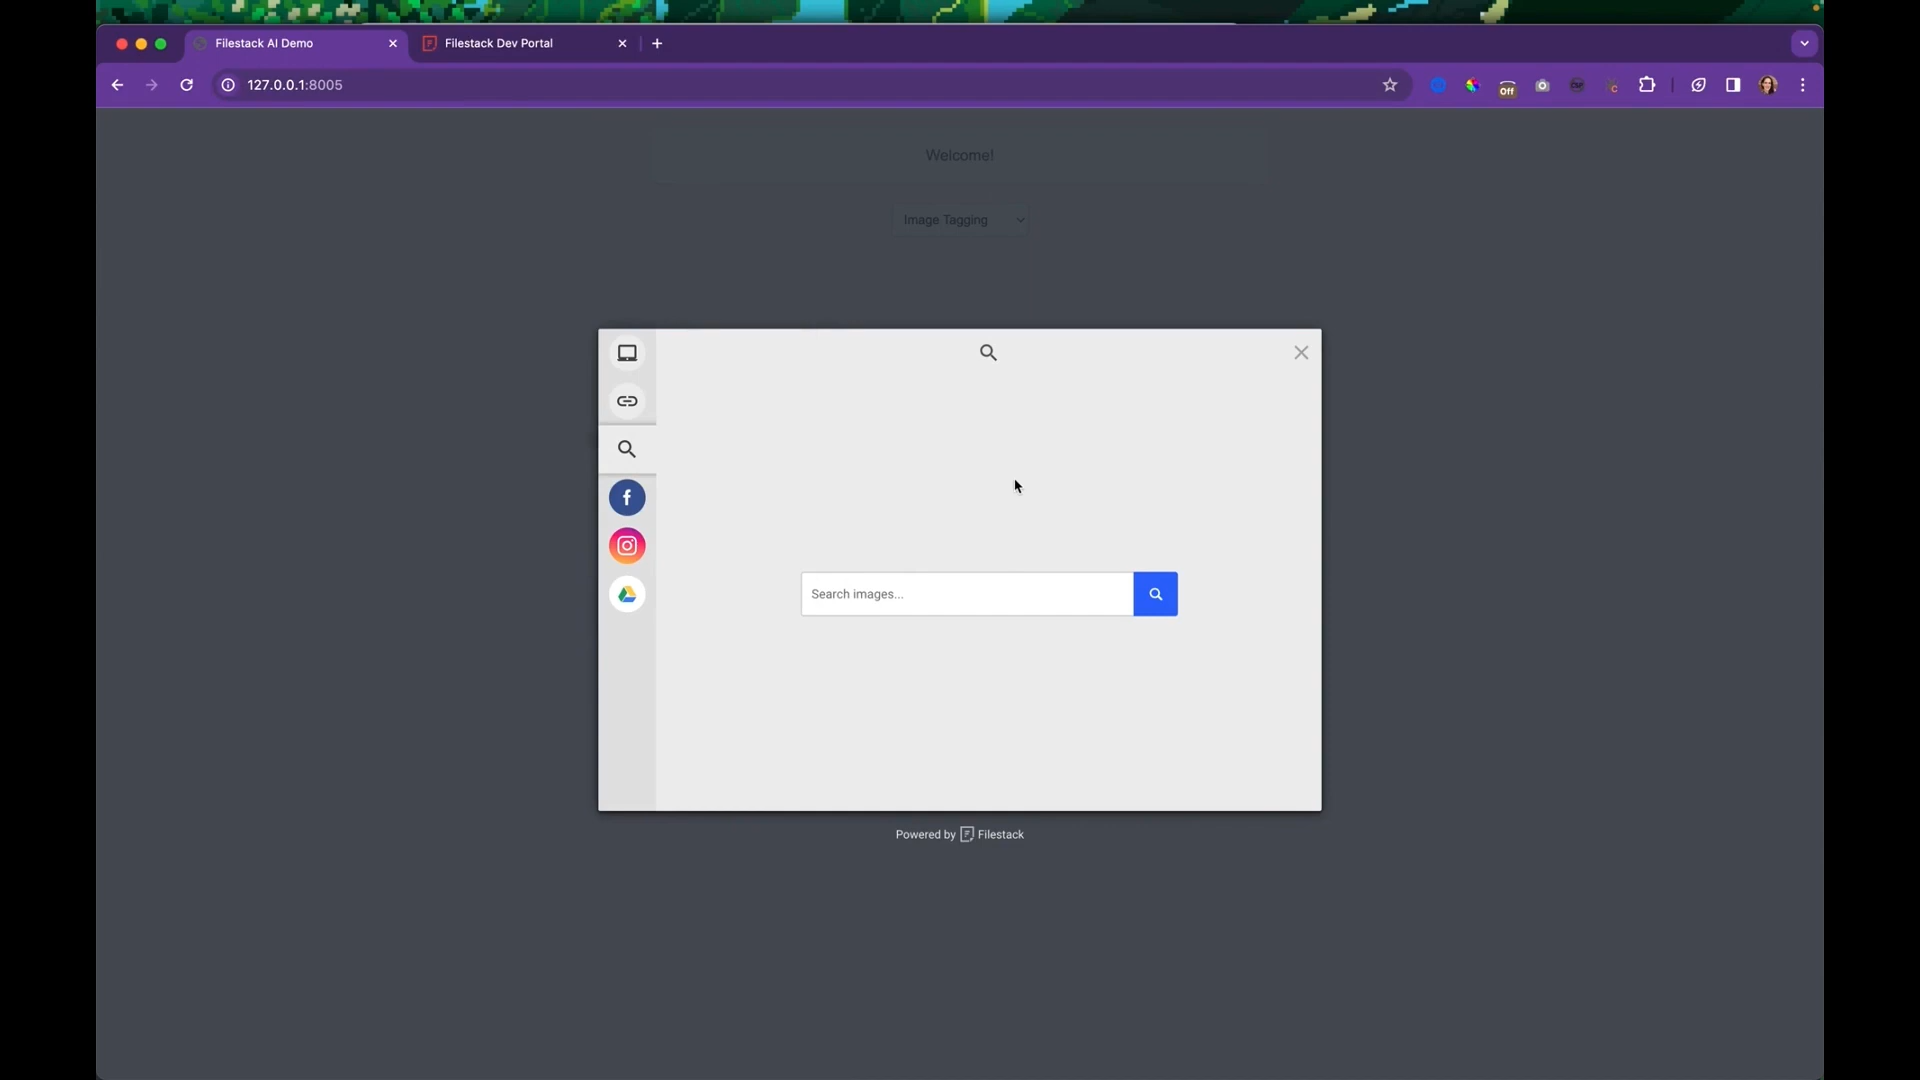 Filestack AI Demo
Filestack Dev Portal
127.0.0.1:8005
Off
Welcome!
Image Tagging
Search images...
Powered by Filestack